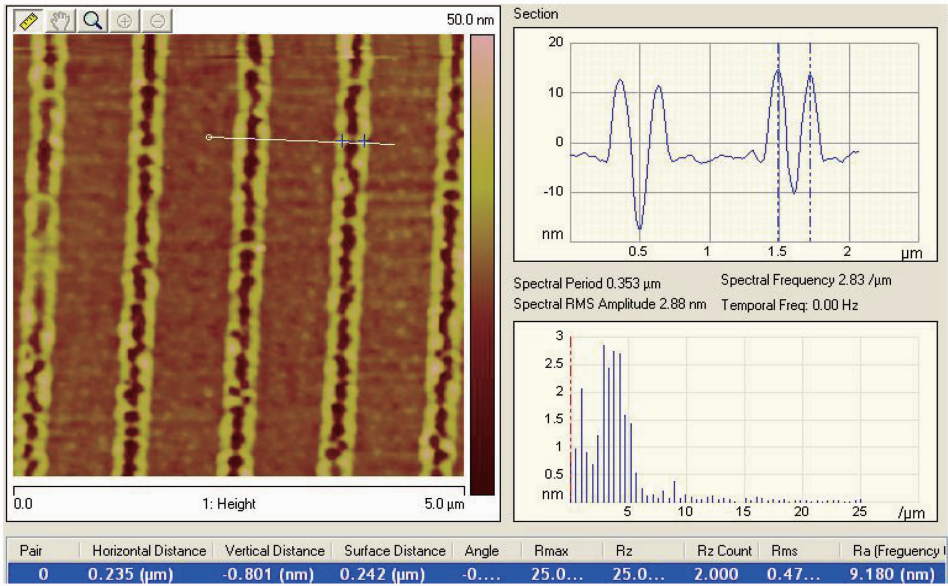 50.0 nm
0.0 1: Height 5.0 µm
Section
20
10
0
-10
nm
0.5 1 1.5 2 µm
Spectral Period 0.353 µm Spectral Frequency 2.83 /µm
Spectral RMS Amplitude 2.88 nm Temporal Freq: 0.00 Hz
3
2.5
2
1.5
1
0.5
nm
5 10 15 20 25 /µm
Pair Horizontal Distance Vertical Distance Surface Distance Angle Rmax Rz Rz Count Rms Ra (Freguency
0 0.235 (µm) -0.801 (nm) 0.242 (µm) -0.... 25.0... 25.0... 2.000 0.47... 9.180 (nm)